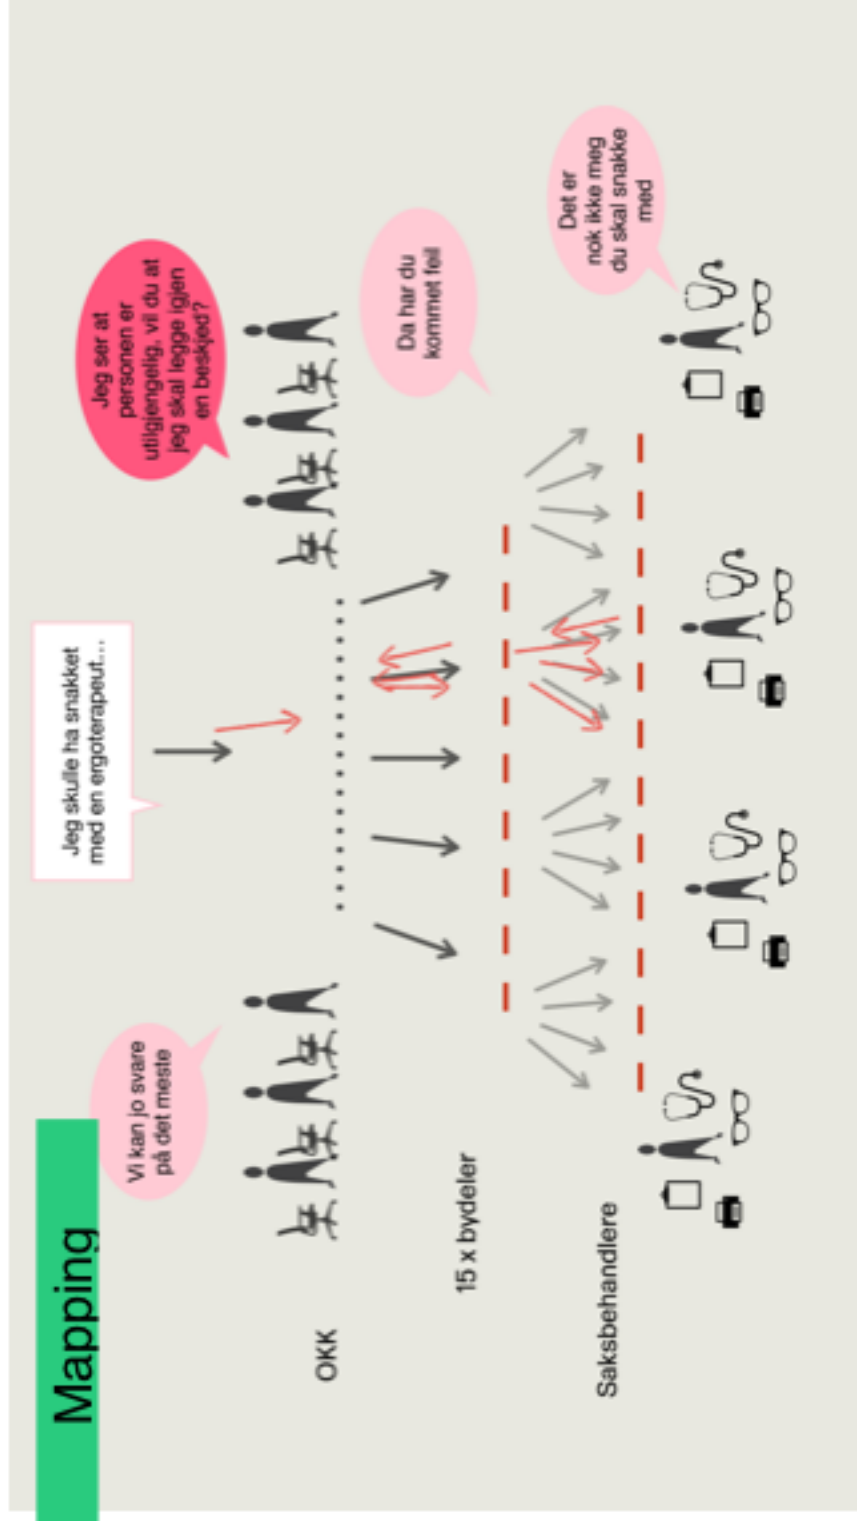 Mapping
Vi kan jo svare
på det meste
Jeg skulle ha snakket
med en ergoterapeut...
Jeg ser at
personen er
utilgjengelig, vil du at
jeg skal legge igjen
en beskjed?
OKK
Da har du
kommet feil
15 x bydeler
Det er
nok ikke meg
du skal snakke
med
Saksbehandlere